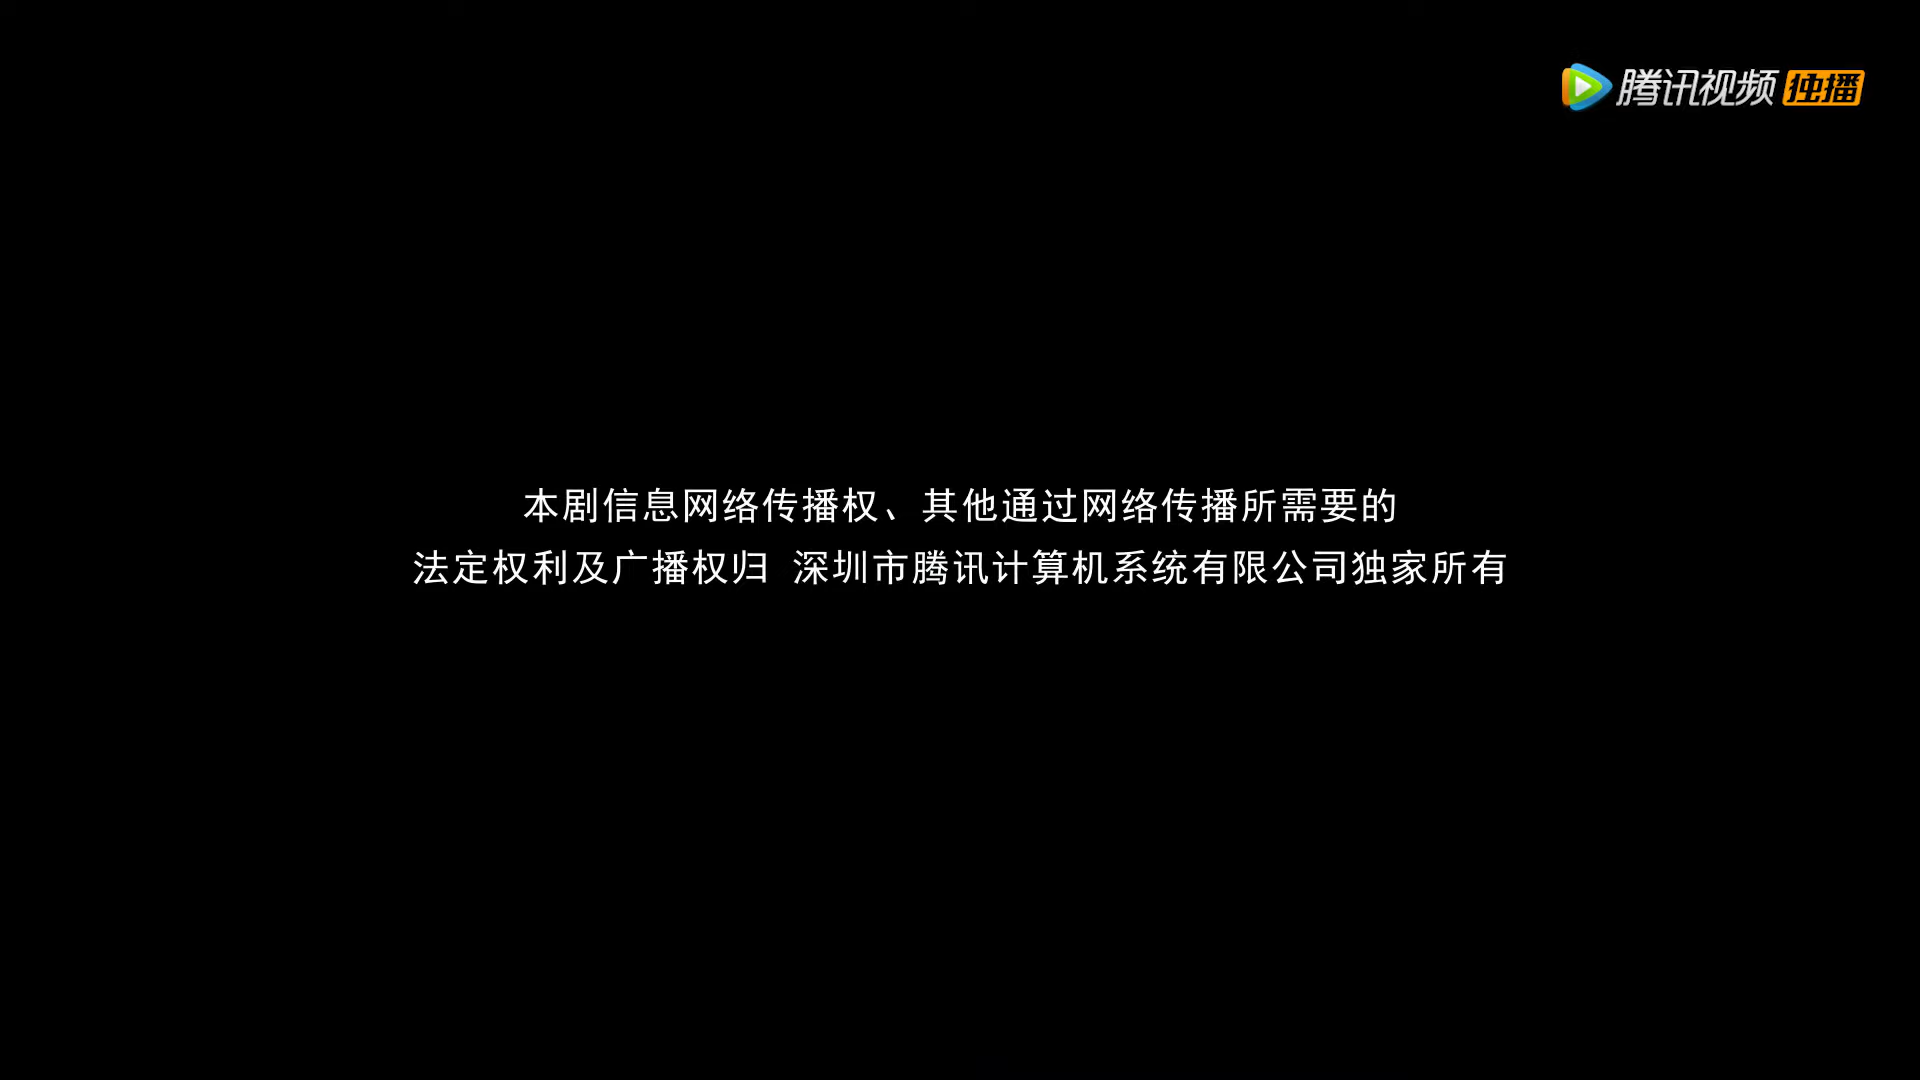 腾讯视频 独播
本剧信息网络传播权、其他通过网络传播所需要的
法定权利及广播权归 深圳市腾讯计算机系统有限公司独家所有